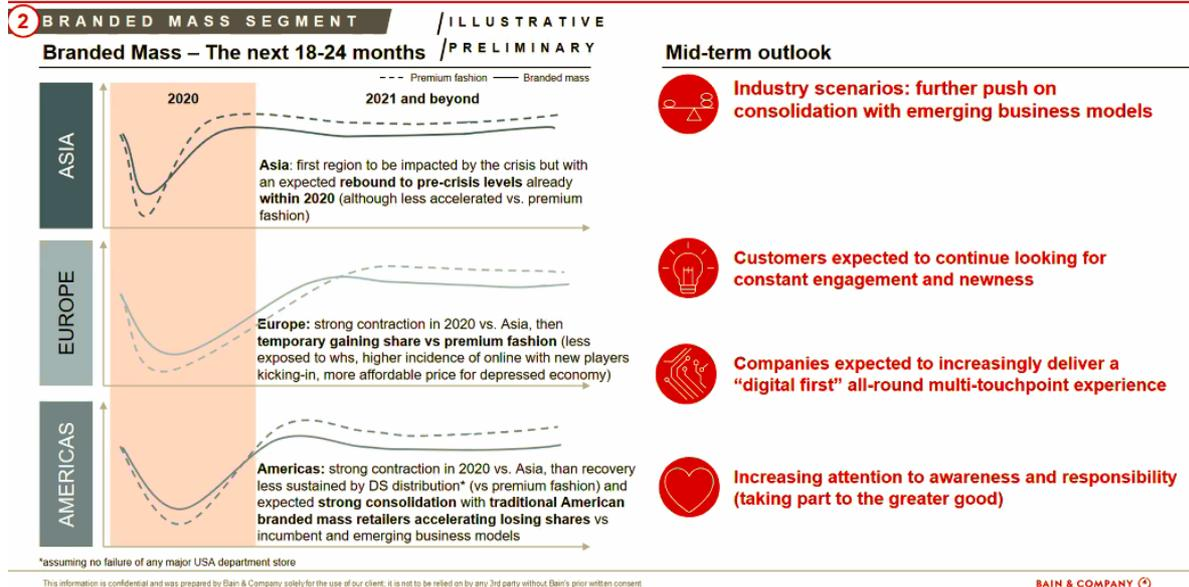 2
BRANDED MASS SEGMENT
ILLUSTRATIVE
PRELIMINARY
Branded Mass – The next 18-24 months
Premium fashion
Branded mass
2020
2021 and beyond
ASIA
Asia: first region to be impacted by the crisis but with
an expected rebound to pre-crisis levels already
within 2020 (although less accelerated vs. premium
fashion)
EUROPE
Europe: strong contraction in 2020 vs. Asia, then
temporary gaining share vs premium fashion (less
exposed to whs, higher incidence of online with new players
kicking-in, more affordable price for depressed economy)
AMERICAS
Americas: strong contraction in 2020 vs. Asia, than recovery
less sustained by DS distribution* (vs premium fashion) and
expected strong consolidation with traditional American
branded mass retailers accelerating losing shares vs
incumbent and emerging business models
*assuming no failure of any major USA department store
Mid-term outlook
Industry scenarios: further push on
consolidation with emerging business models
Customers expected to continue looking for
constant engagement and newness
Companies expected to increasingly deliver a
“digital first” all-round multi-touchpoint experience
Increasing attention to awareness and responsibility
(taking part to the greater good)
This information is confidential and was prepared by Bain & Company solely for the use of our client; it is not to be relied on by any 3rd party without Bain's prior written consent
BAIN & COMPANY